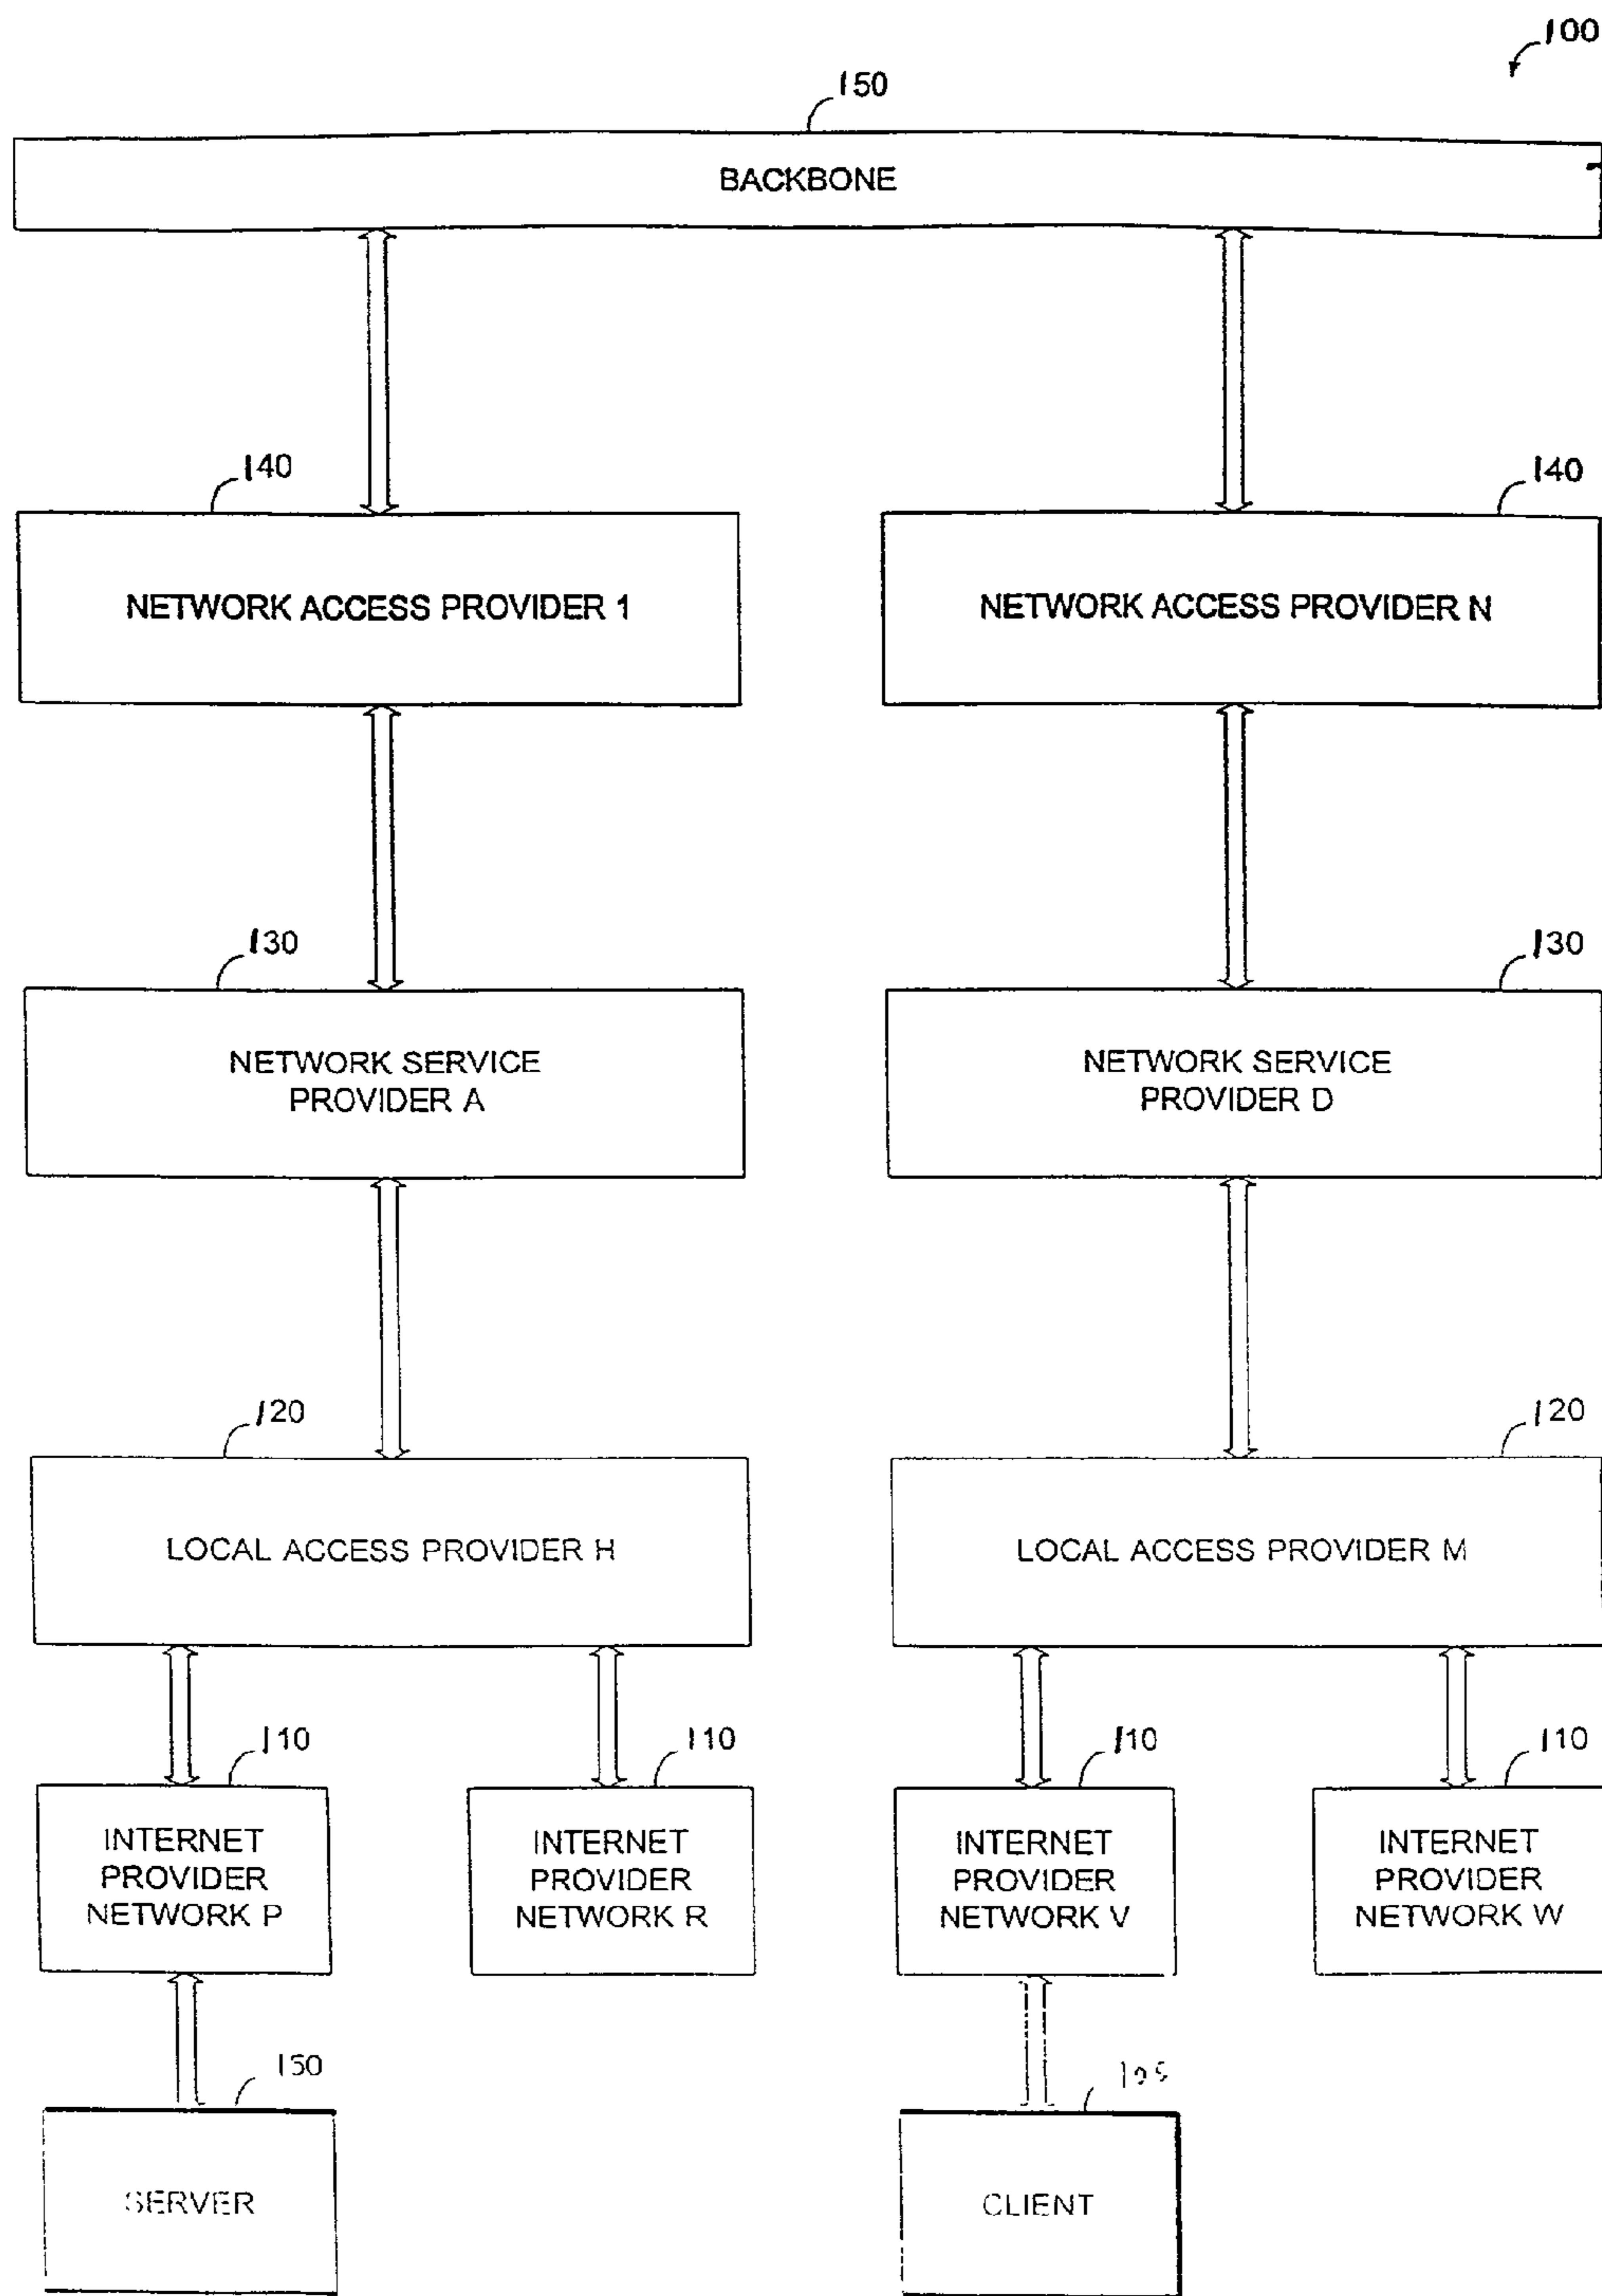 100
150
BACKBONE
140
140
NETWORK ACCESS PROVIDER 1
NETWORK ACCESS PROVIDER N
130
130
NETWORK SERVICE
PROVIDER A
NETWORK SERVICE
PROVIDER D
120
120
LOCAL ACCESS PROVIDER H
LOCAL ACCESS PROVIDER M
110
110
110
110
INTERNET
PROVIDER
NETWORK P
INTERNET
PROVIDER
NETWORK R
INTERNET
PROVIDER
NETWORK V
INTERNET
PROVIDER
NETWORK W
150
SERVER
CLIENT